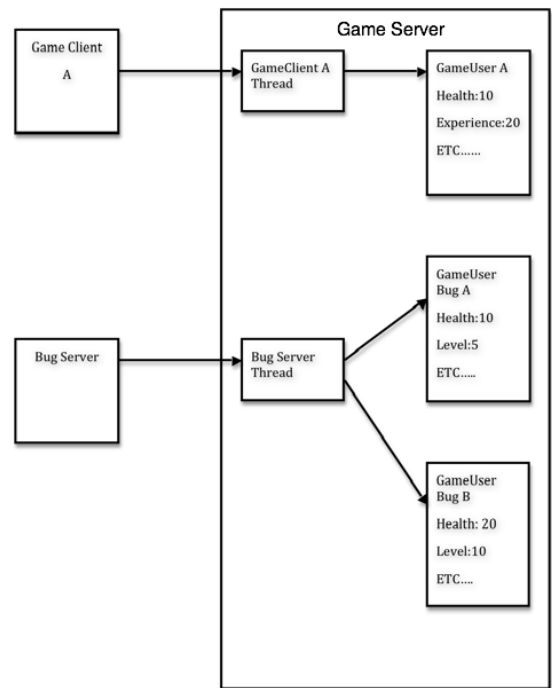 Game Server
Game Client
A
GameClient A
Thread
GameUser A
Health:10
Experience:20
ETC......
Bug Server
Bug Server
Thread
GameUser
Bug A
Health:10
Level:5
ETC.....
GameUser
Bug B
Health: 20
Level:10
ETC....